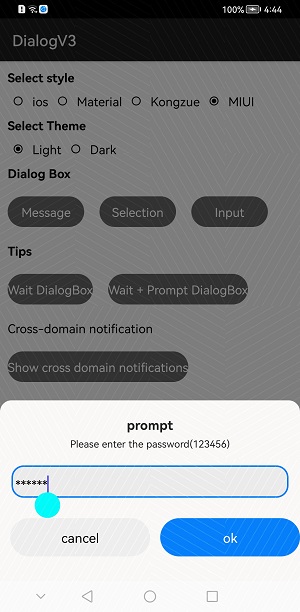 100% 4:44
DialogV3
Select style
ios Material Kongzue MIUI
Select Theme
Light Dark
Dialog Box
Message Selection Input
Tips
Wait DialogBox Wait + Prompt DialogBox
Cross-domain notification
Show cross domain notifications
prompt
Please enter the password(123456)
******
cancel ok